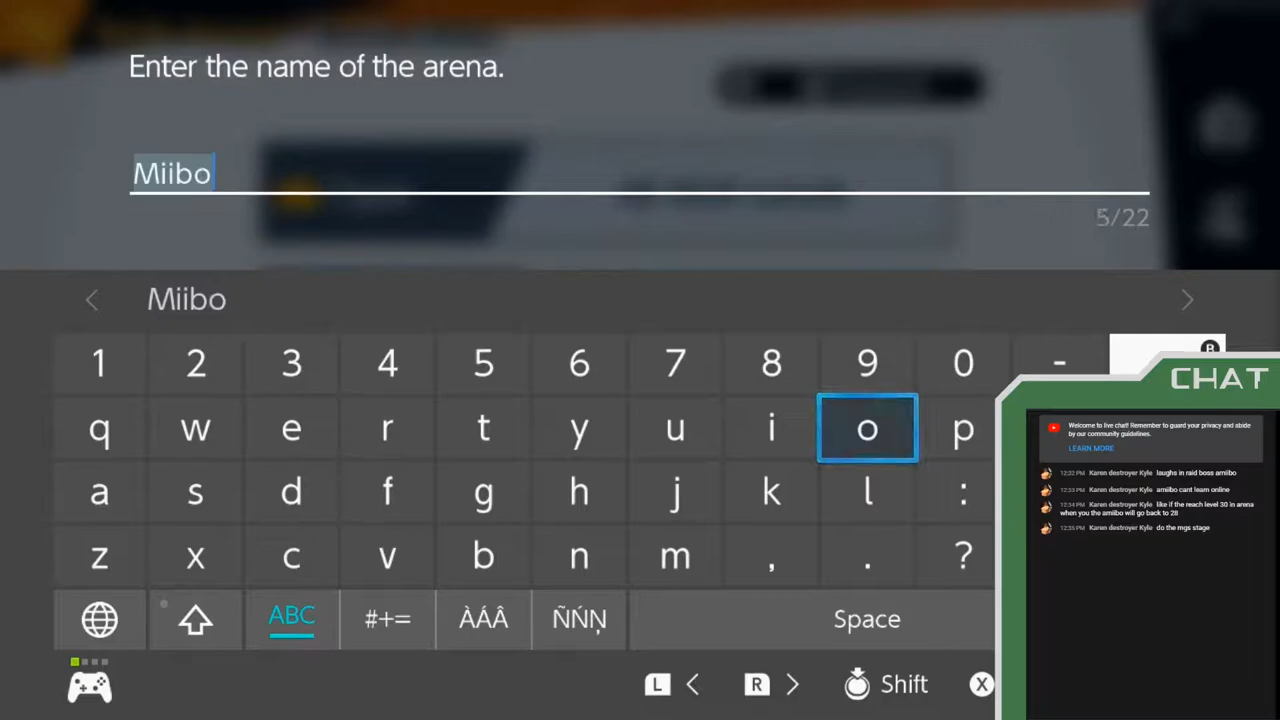 Enter the name of the arena.
Miibo
5/22
Miibo
1 2 3 4 5 6 7 8 9 0 -
B
q w e r t y u i o p
a s d f g h j k l :
z x c v b n m , . ?
ABC #+= ÀÁÂ ÑŃŅ Space
L R Shift X
CHAT
Welcome to live chat! Remember to guard your privacy and abide
by our community guidelines.
LEARN MORE
12:32 PM Karen destroyer Kyle laughs in raid boss amiibo
12:33 PM Karen destroyer Kyle amiibo cant learn online
12:34 PM Karen destroyer Kyle like if the reach level 30 in arena
when you the amiibo will go back to 28
12:35 PM Karen destroyer Kyle do the mgs stage